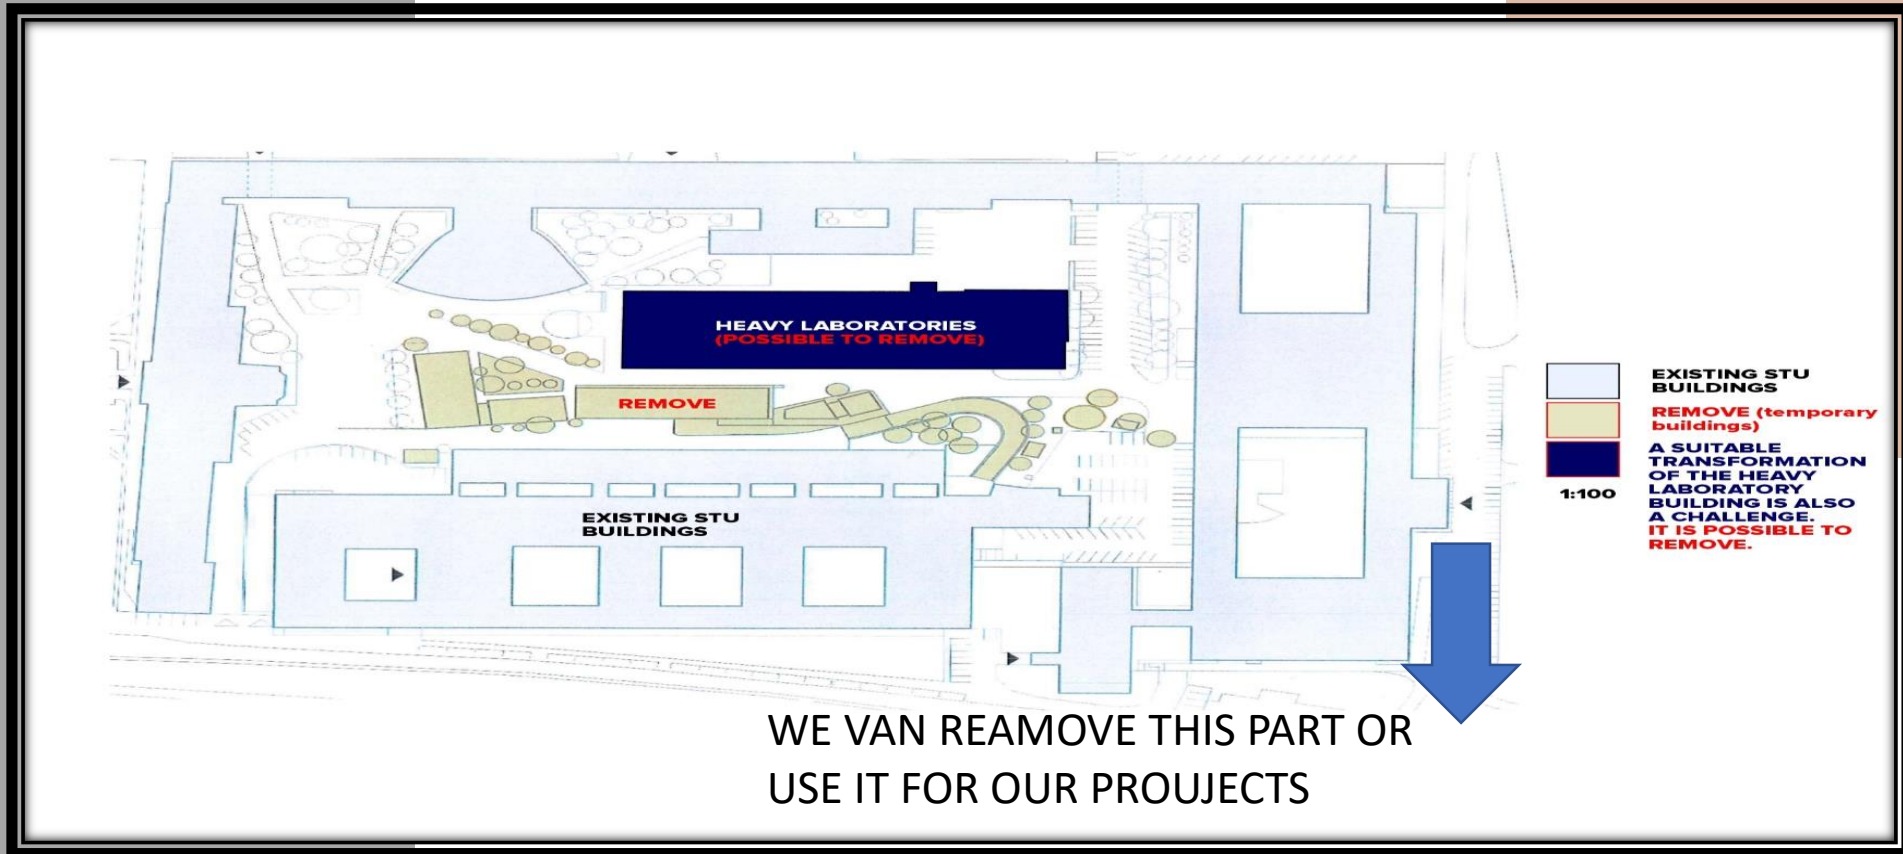 HEAVY LABORATORIES
(POSSIBLE TO REMOVE)
REMOVE
EXISTING STU
BUILDINGS
EXISTING STU
BUILDINGS
REMOVE (temporary
buildings)
A SUITABLE
TRANSFORMATION
OF THE HEAVY
LABORATORY
BUILDING IS ALSO
A CHALLENGE.
IT IS POSSIBLE TO
REMOVE.
1:100
WE VAN REAMOVE THIS PART OR
USE IT FOR OUR PROUJECTS